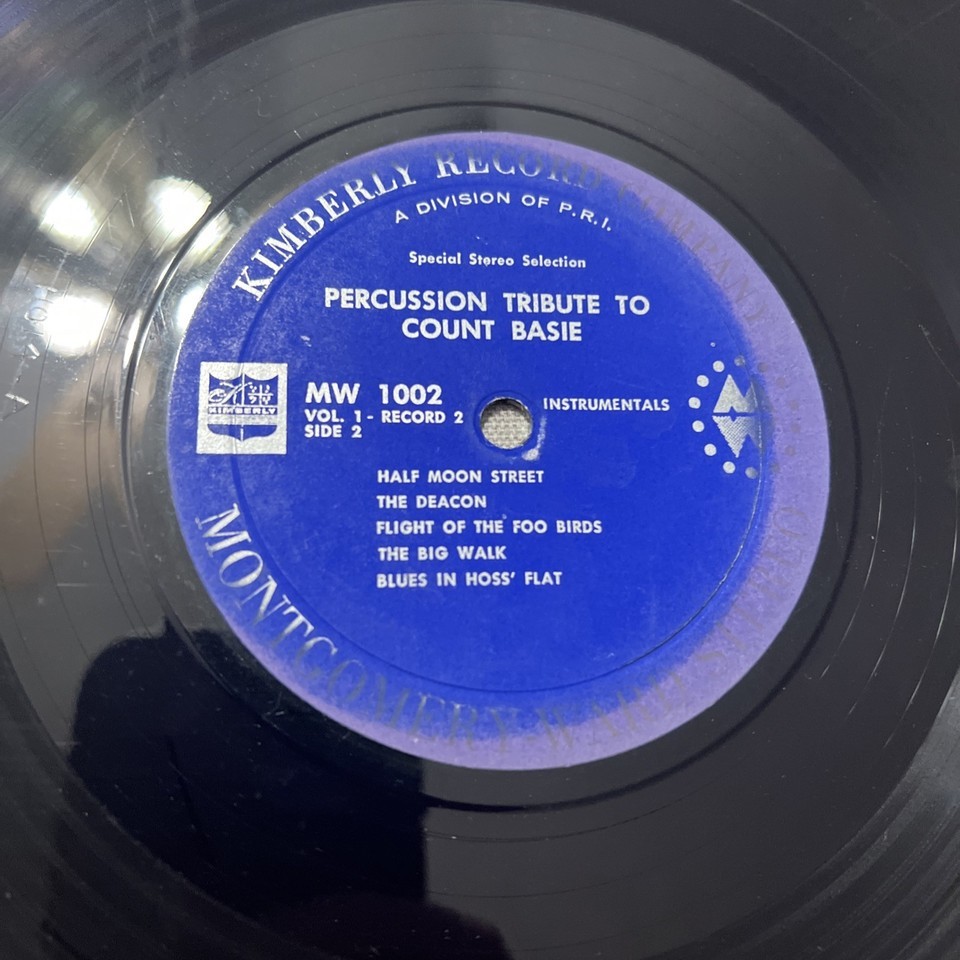 KIMBERLY RECORD COMPANY
A DIVISION OF P.R.I.
Special Stereo Selection
PERCUSSION TRIBUTE TO
COUNT BASIE
KIMBERLY
MW 1002
VOL. 1 - RECORD 2
SIDE 2
INSTRUMENTALS
MW
HALF MOON STREET
THE DEACON
FLIGHT OF THE FOO BIRDS
THE BIG WALK
BLUES IN HOSS' FLAT
MONTGOMERY WARD